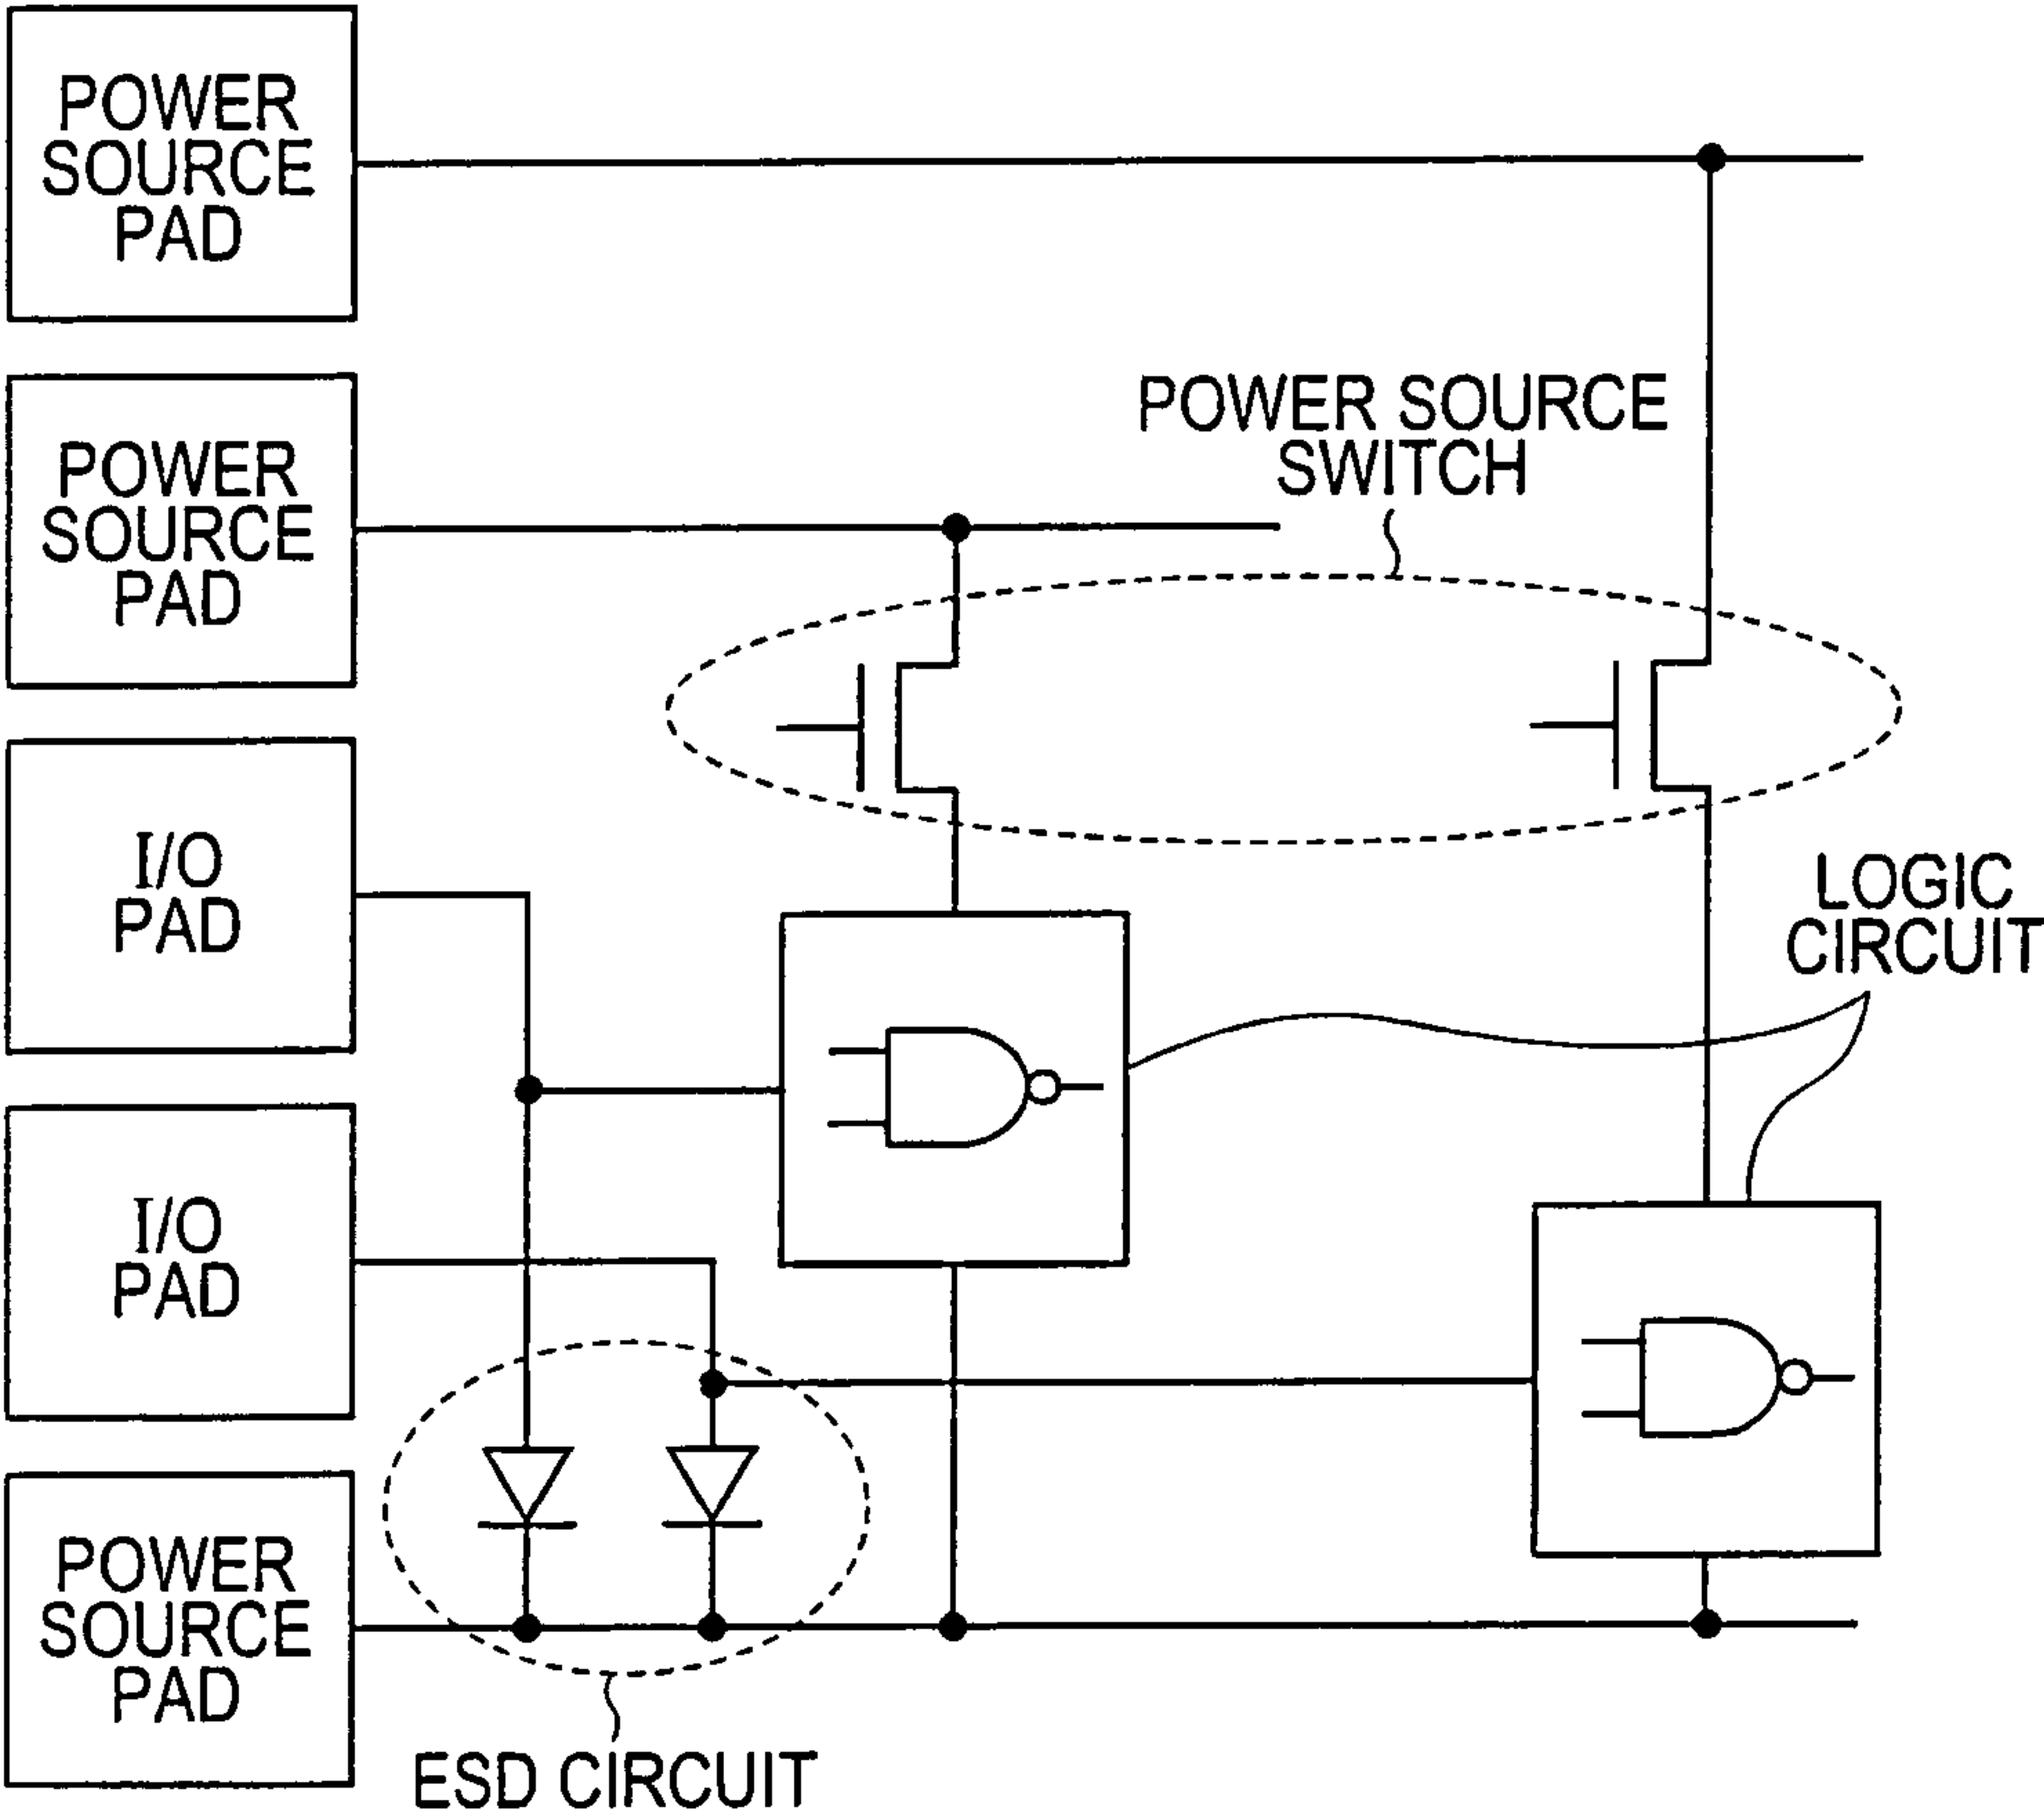 POWER
SOURCE
PAD
POWER
SOURCE
PAD
POWER SOURCE
SWITCH
I/O
PAD
LOGIC
CIRCUIT
I/O
PAD
POWER
SOURCE
PAD
ESD CIRCUIT